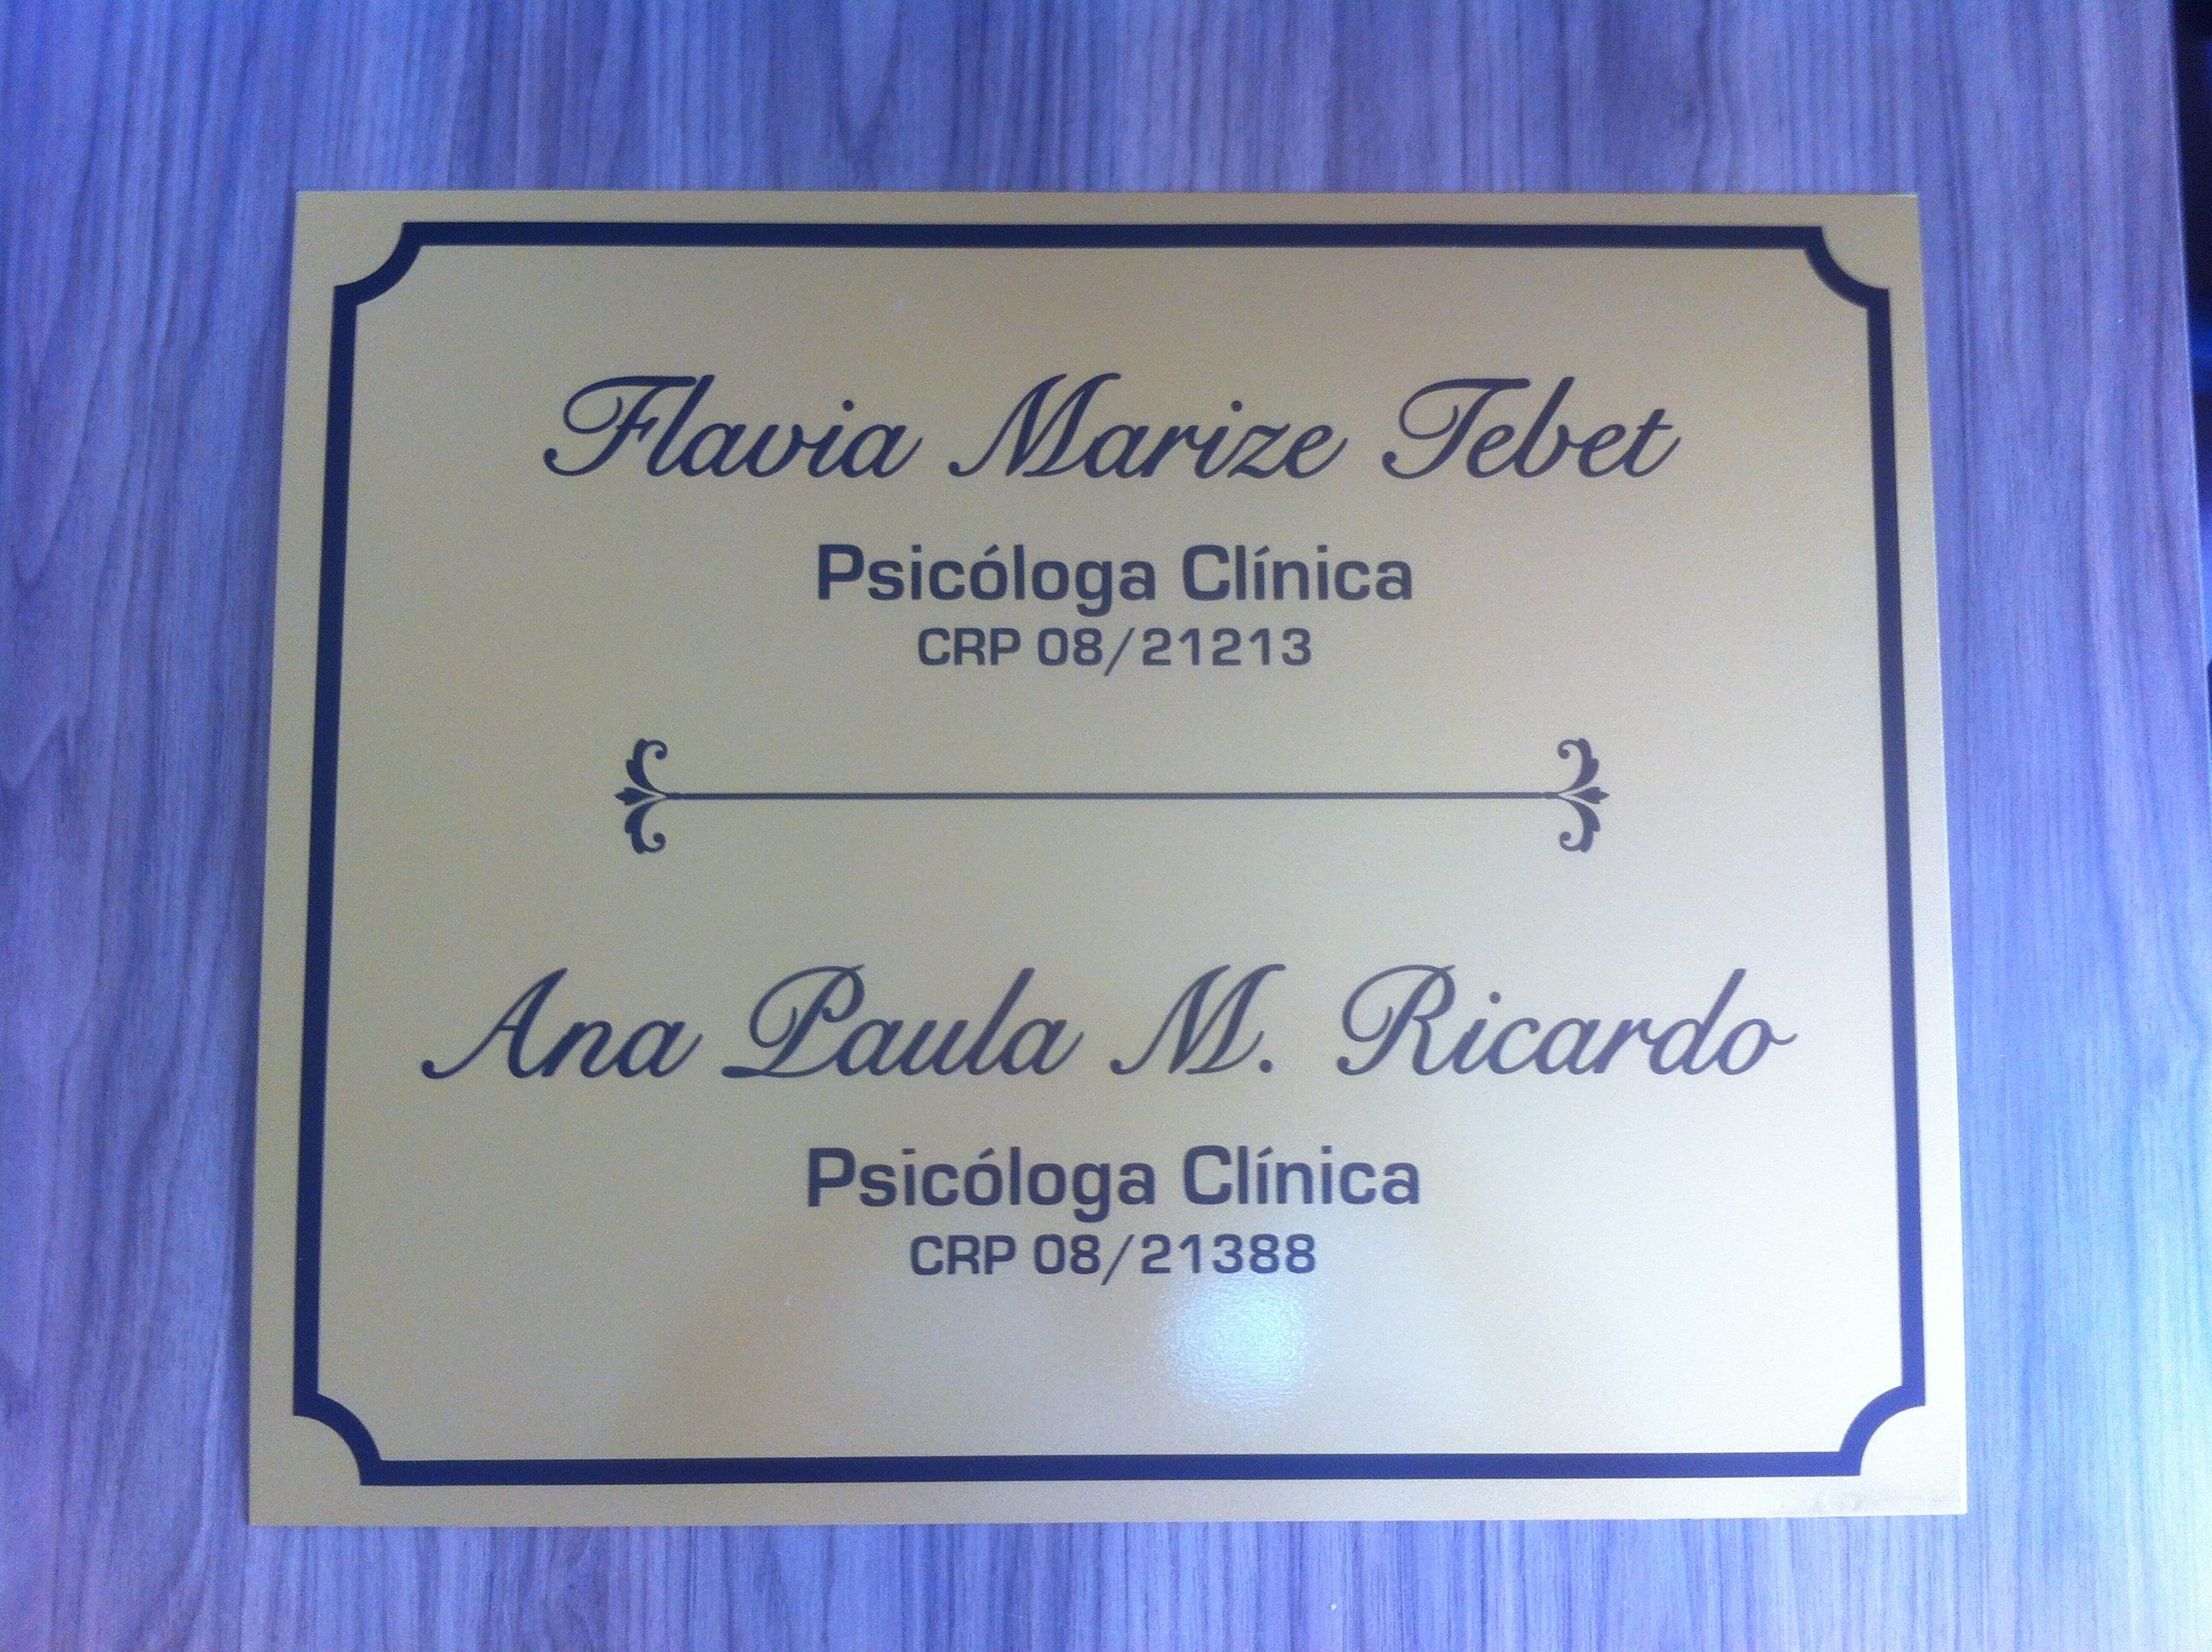 Flavia Marize Tebet
Psicóloga Clínica
CRP 08/21213
Ana Paula M. Ricardo
Psicóloga Clínica
CRP 08/21388